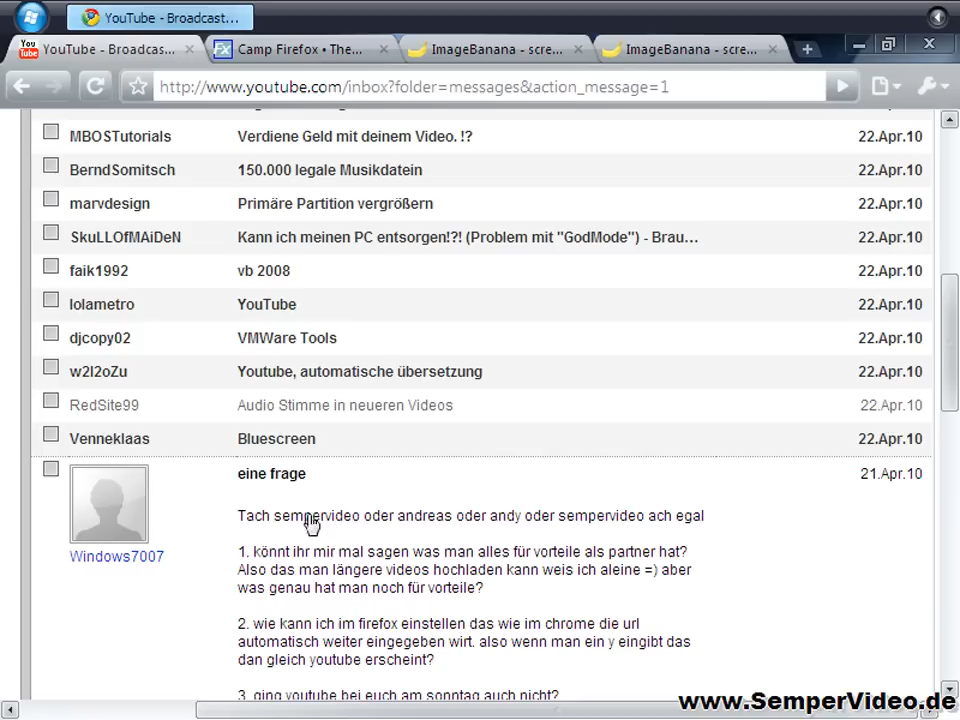 YouTube - Broadcast...
YouTube - Broadcas...
Camp Firefox • The...
ImageBanana - scre...
ImageBanana - scre...
http://www.youtube.com/inbox?folder=messages&action_message=1
MBOSTutorials Verdiene Geld mit deinem Video. !? 22.Apr.10
BerndSomitsch 150.000 legale Musikdatein 22.Apr.10
marvdesign Primäre Partition vergrößern 22.Apr.10
SkuLLOfMAiDeN Kann ich meinen PC entsorgen!?! (Problem mit "GodMode") - Brau... 22.Apr.10
faik1992 vb 2008 22.Apr.10
lolametro YouTube 22.Apr.10
djcopy02 VMWare Tools 22.Apr.10
w2l2oZu Youtube, automatische übersetzung 22.Apr.10
RedSite99 Audio Stimme in neueren Videos 22.Apr.10
Venneklaas Bluescreen 22.Apr.10
eine frage 21.Apr.10
Windows7007
Tach sempervideo oder andreas oder andy oder sempervideo ach egal
1. könnt ihr mir mal sagen was man alles für vorteile als partner hat?
Also das man längere videos hochladen kann weis ich aleine =) aber
was genau hat man noch für vorteile?
2. wie kann ich im firefox einstellen das wie im chrome die url
automatisch weiter eingegeben wirt. also wenn man ein y eingibt das
dan gleich youtube erscheint?
3. ging youtube bei euch am sonntag auch nicht?
www.SemperVideo.de